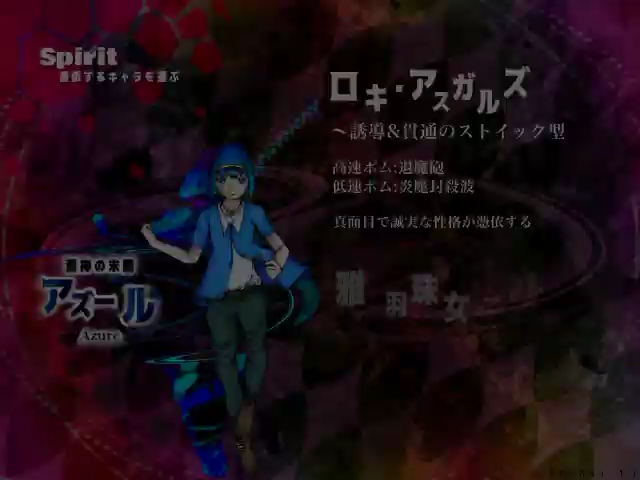 Spirit
憑依するキャラを選ぶ
ロキ・アスガルズ
～誘導&貫通のストイック型
高速ボム:退魔砲
低速ボム:炎魔封殺波
真面目で誠実な性格が憑依する
蒼神の末裔
アズール
Azure
雅羽珠女